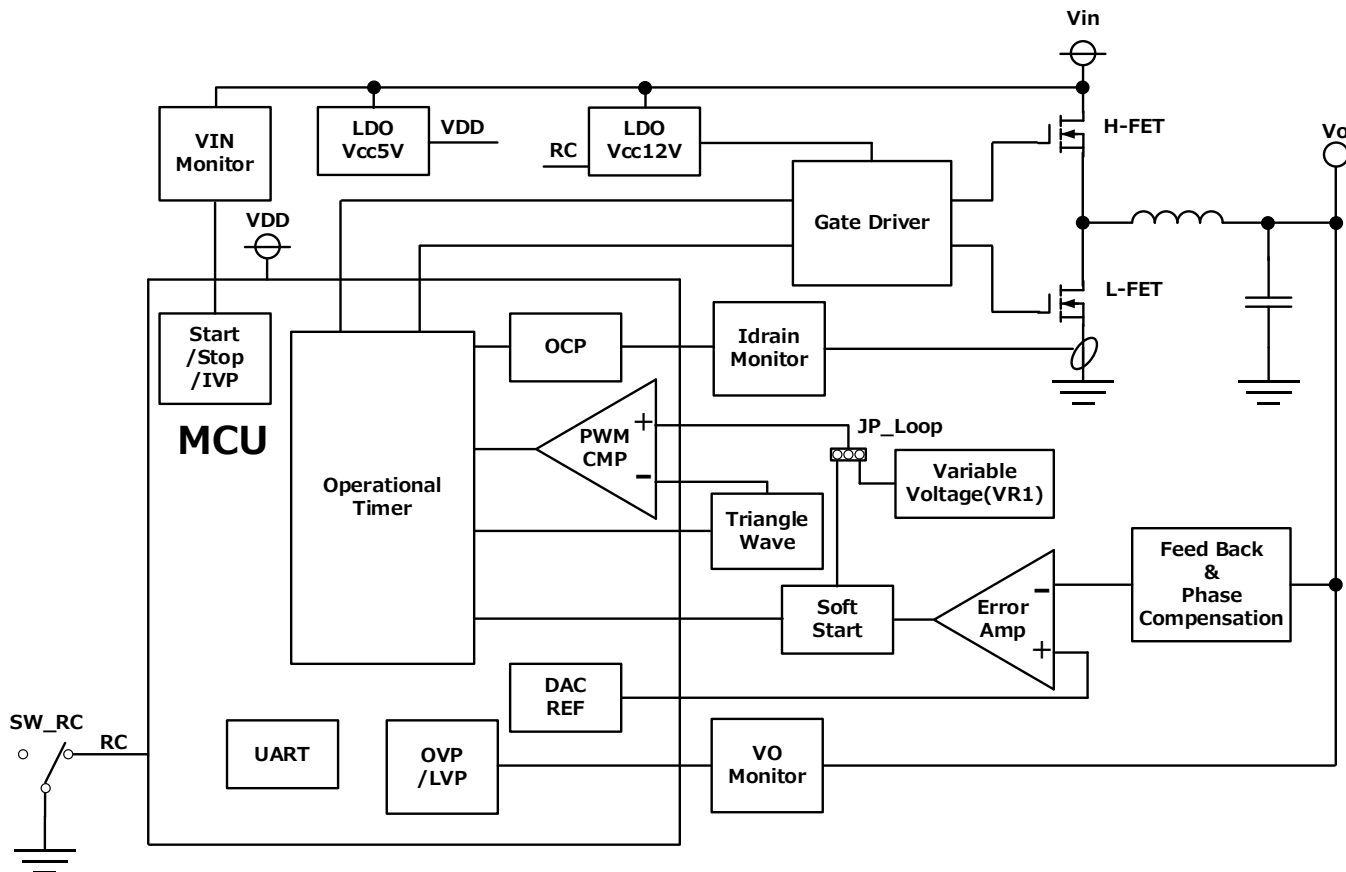 Vin
VIN
Monitor
LDO
Vcc5V
VDD
RC
LDO
Vcc12V
H-FET
Vo
VDD
Gate Driver
L-FET
Start
/Stop
/IVP
OCP
Idrain
Monitor
MCU
PWM
CMP
+
-
JP_Loop
Variable
Voltage(VR1)
Operational
Timer
Triangle
Wave
Feed Back
&
Phase
Compensation
Soft
Start
Error
Amp
-
+
DAC
REF
SW_RC
RC
UART
OVP
/LVP
VO
Monitor